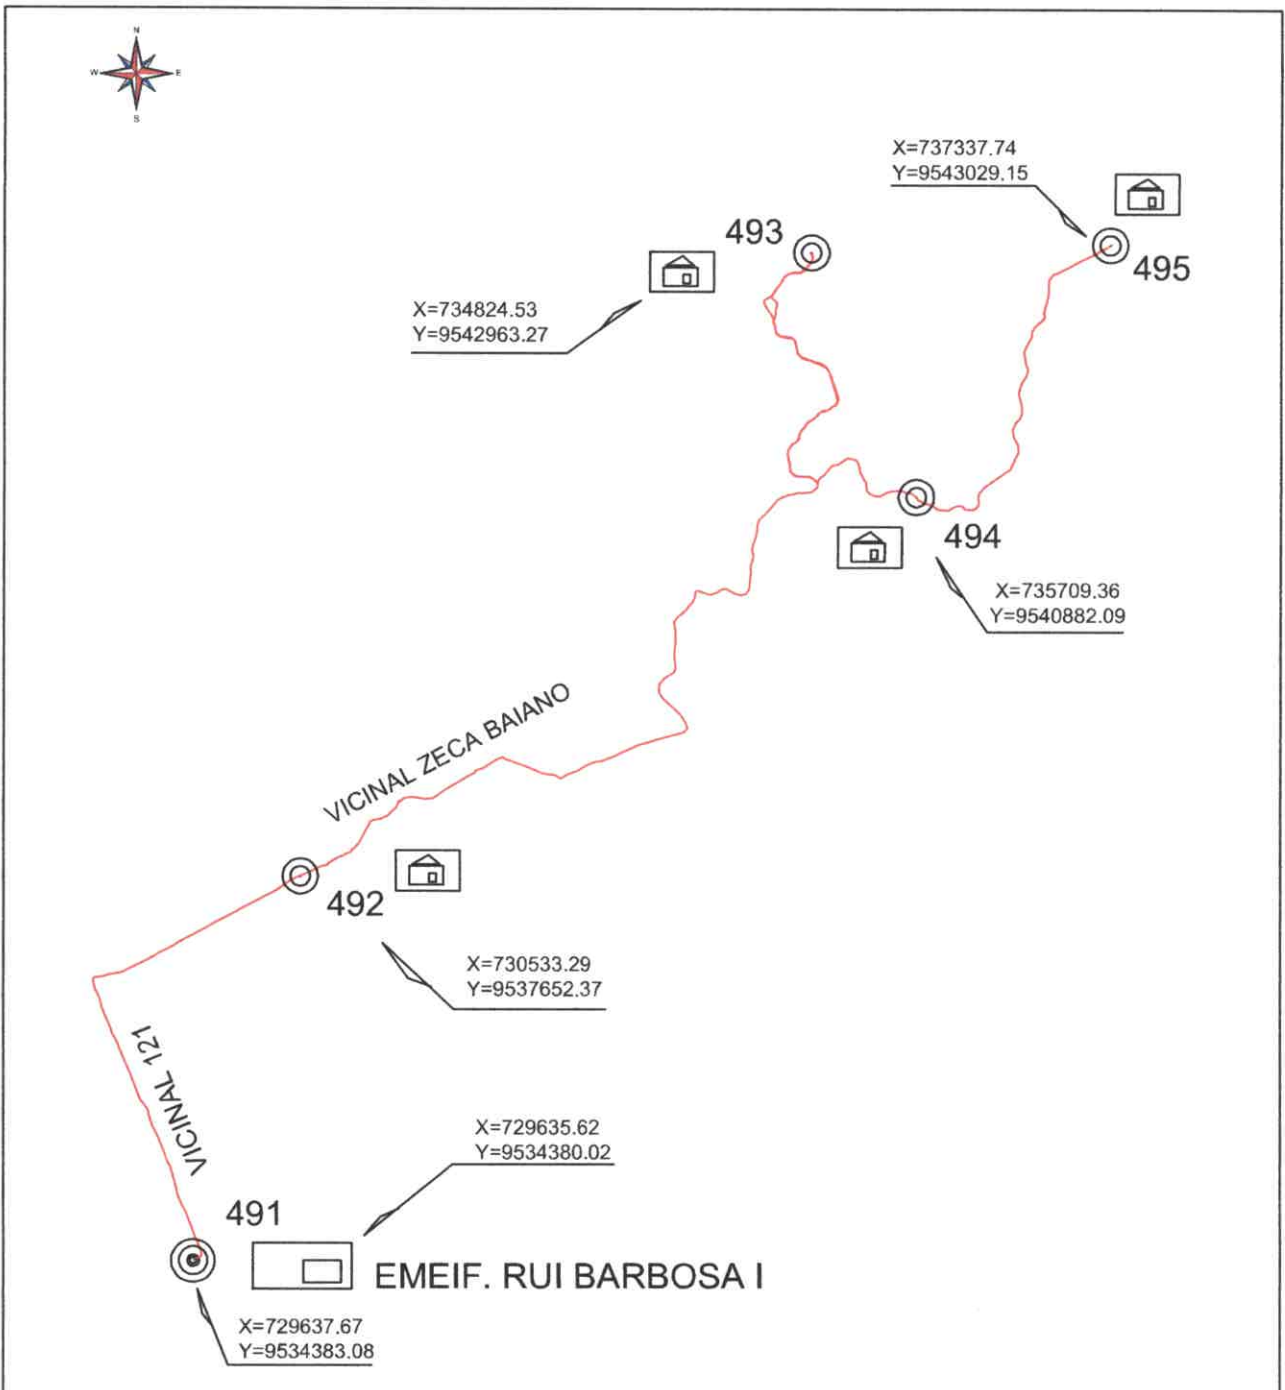 N
W E
S
X=737337.74
Y=9543029.15
493
495
X=734824.53
Y=9542963.27
494
X=735709.36
Y=9540882.09
VICINAL ZECA BAIANO
492
X=730533.29
Y=9537652.37
VICINAL 121
X=729635.62
Y=9534380.02
491
EMEIF. RUI BARBOSA I
X=729637.67
Y=9534383.08